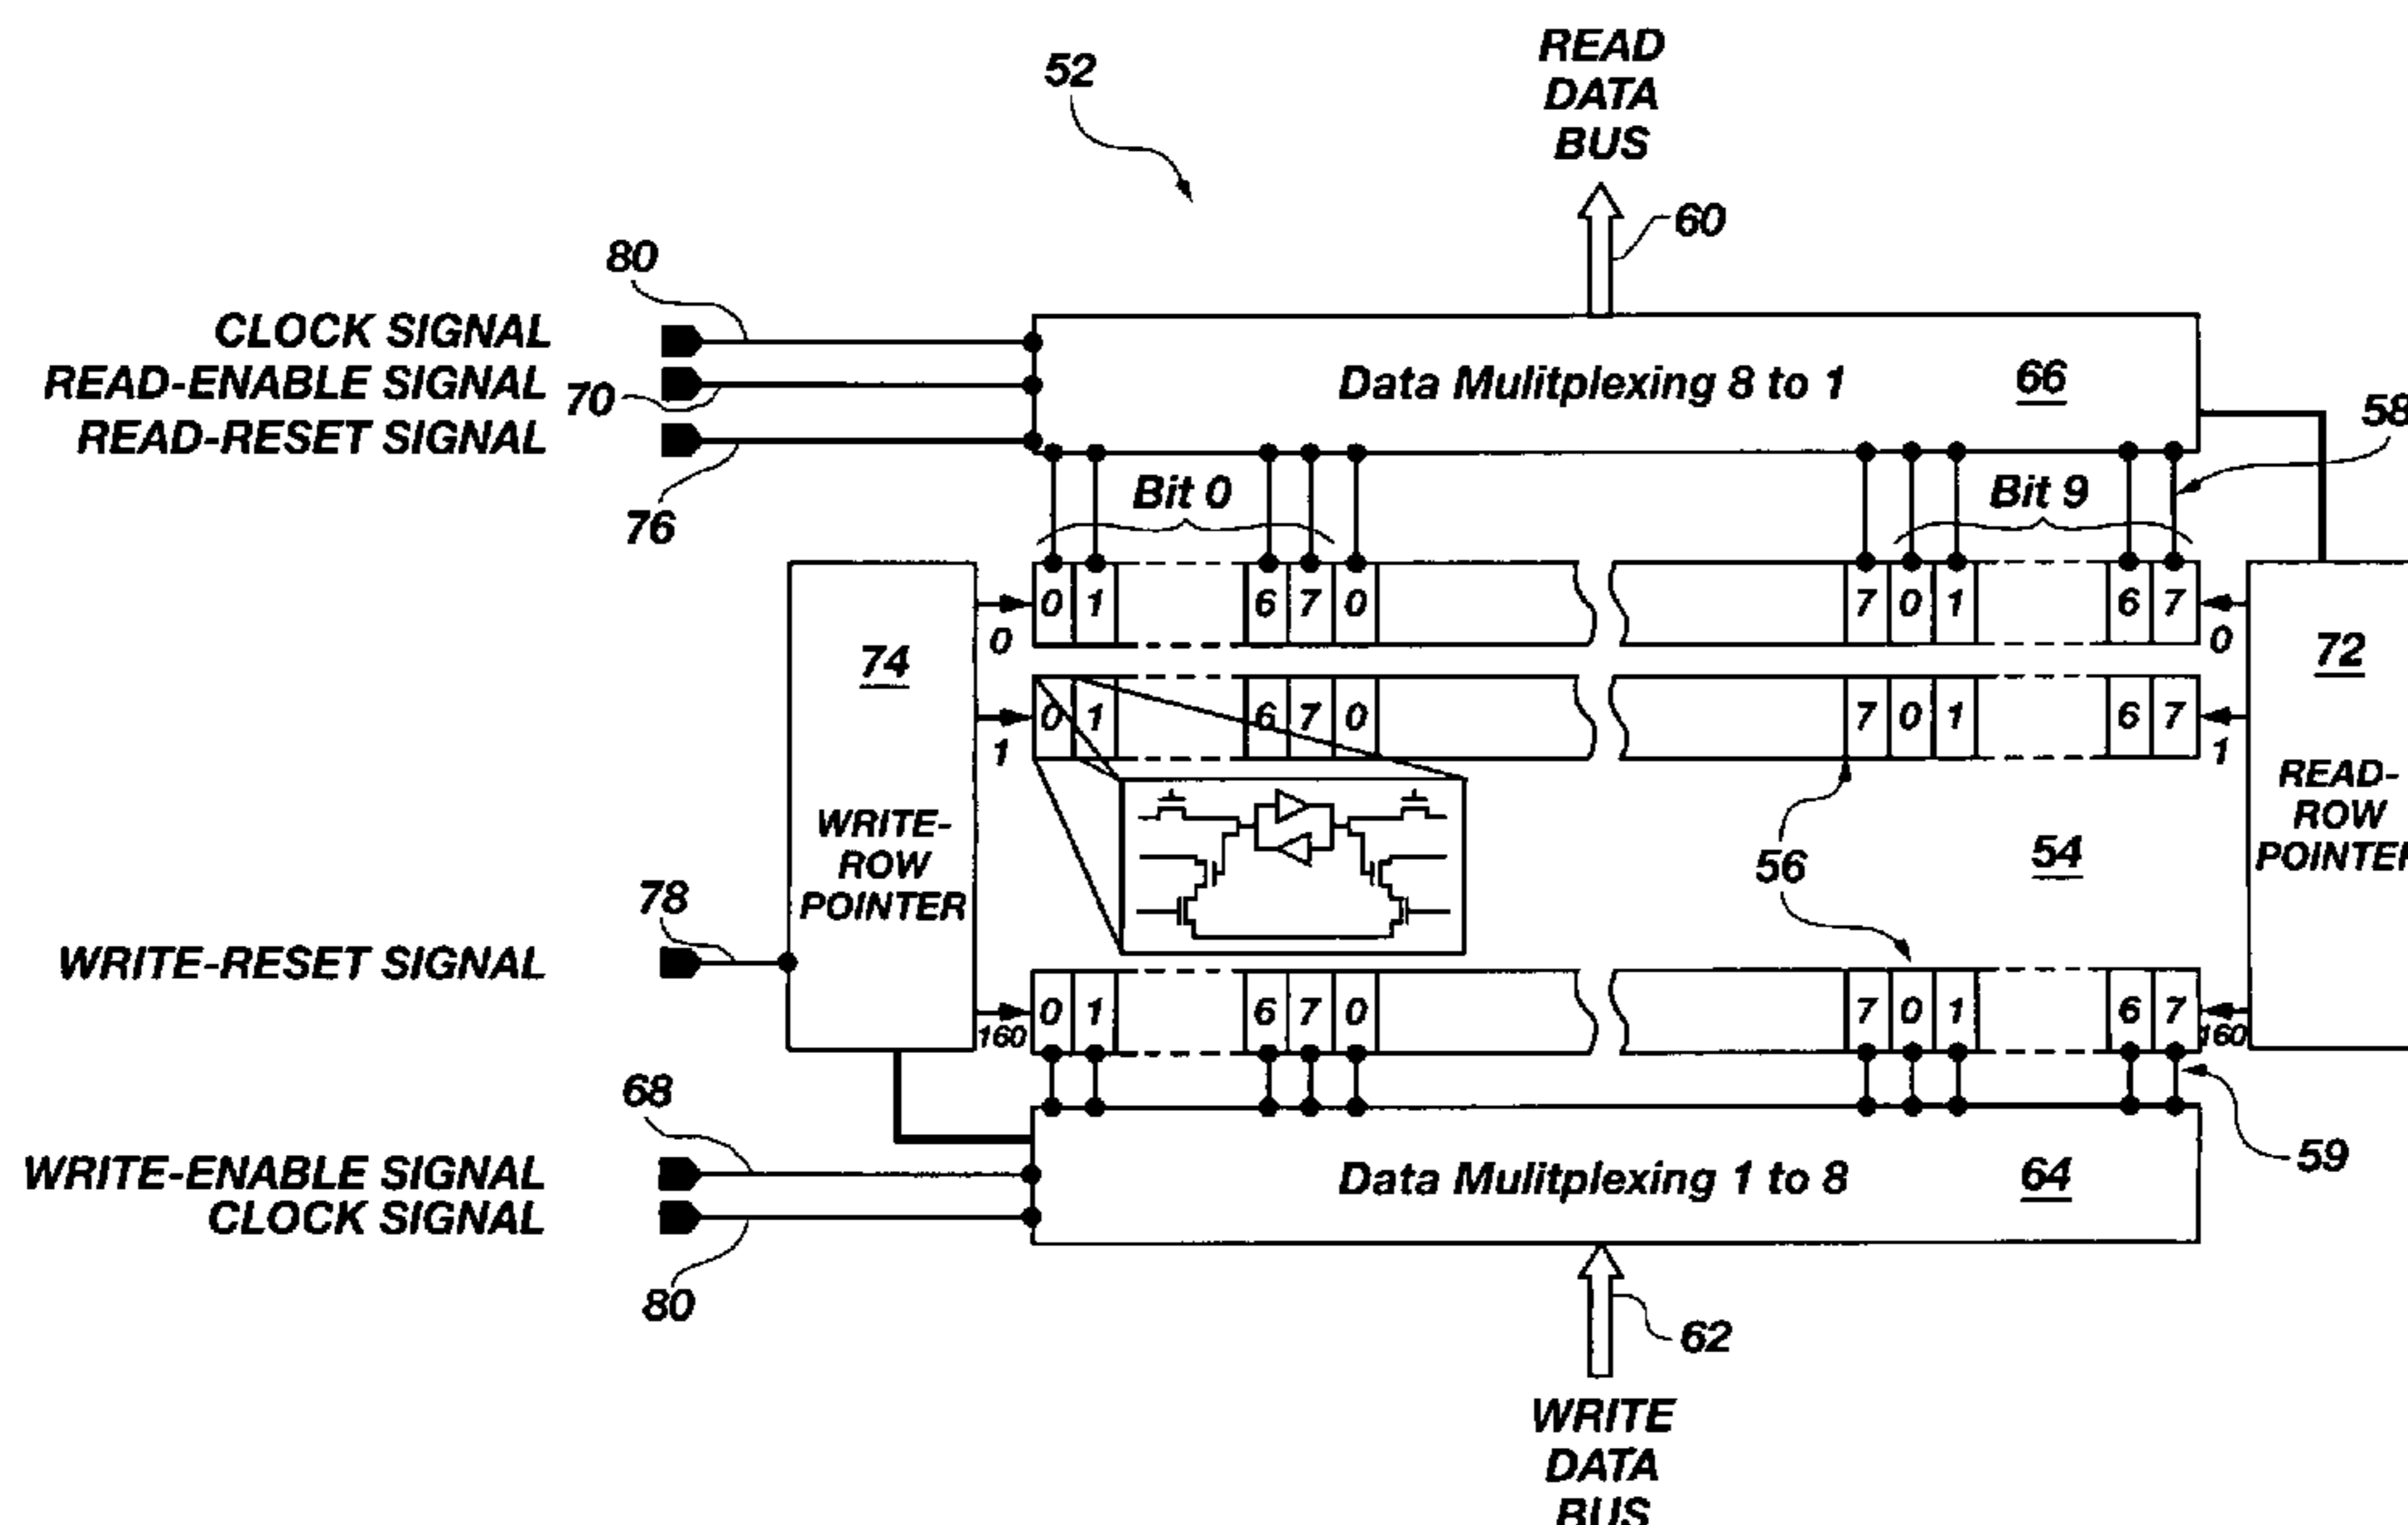 READ
DATA
BUS
52
60
80
CLOCK SIGNAL
READ-ENABLE SIGNAL
70
READ-RESET SIGNAL
76
Data Mulitplexing 8 to 1
66
58
Bit 0
Bit 9
0 1 6 7 0 7 0 1 6 7
0
0
74
72
0 1 6 7 0 7 0 1 6 7
1
1
WRITE-
ROW
POINTER
READ-
ROW
POINTER
56
54
78
WRITE-RESET SIGNAL
0 1 6 7 0 7 0 1 6 7
160
160
68
59
WRITE-ENABLE SIGNAL
CLOCK SIGNAL
80
Data Mulitplexing 1 to 8
64
62
WRITE
DATA
BUS